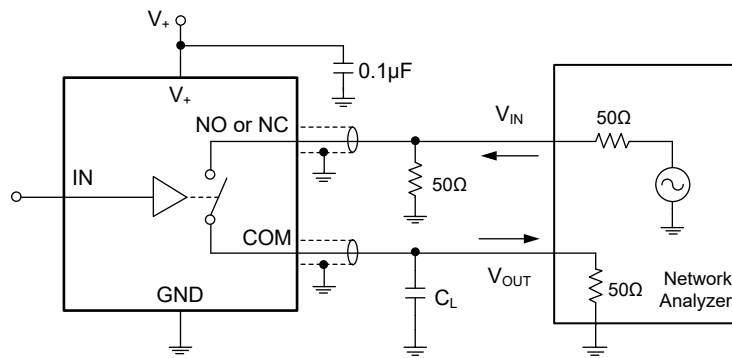 V+
0.1µF
V+
NO or NC
VIN
50Ω
50Ω
IN
COM
VOUT
CL
50Ω
Network
Analyzer
GND